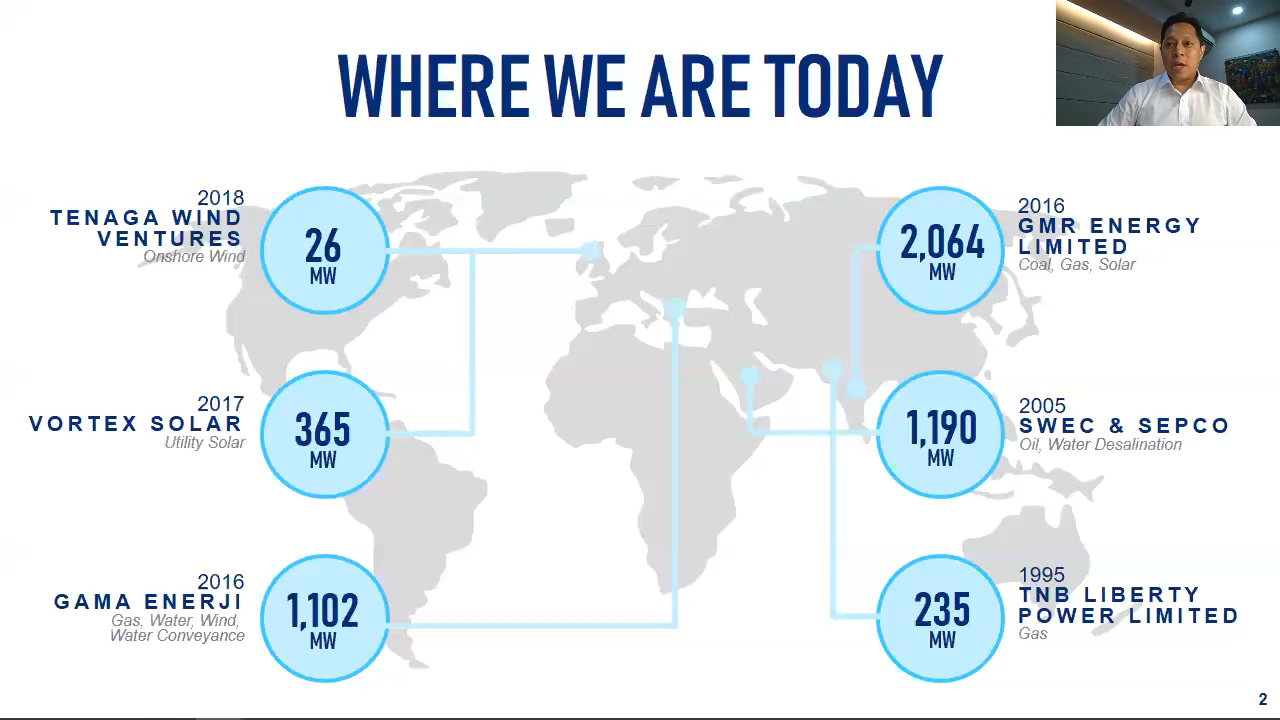 WHERE WE ARE TODAY
2018
TENAGA WIND
VENTURES
Onshore Wind
26
MW
2017
VORTEX SOLAR
Utility Solar
365
MW
2016
GAMA ENERJI
Gas, Water, Wind,
Water Conveyance
1,102
MW
2,064
MW
2016
GMR ENERGY
LIMITED
Coal, Gas, Solar
1,190
MW
2005
SWEC & SEPCO
Oil, Water Desalination
235
MW
1995
TNB LIBERTY
POWER LIMITED
Gas
2